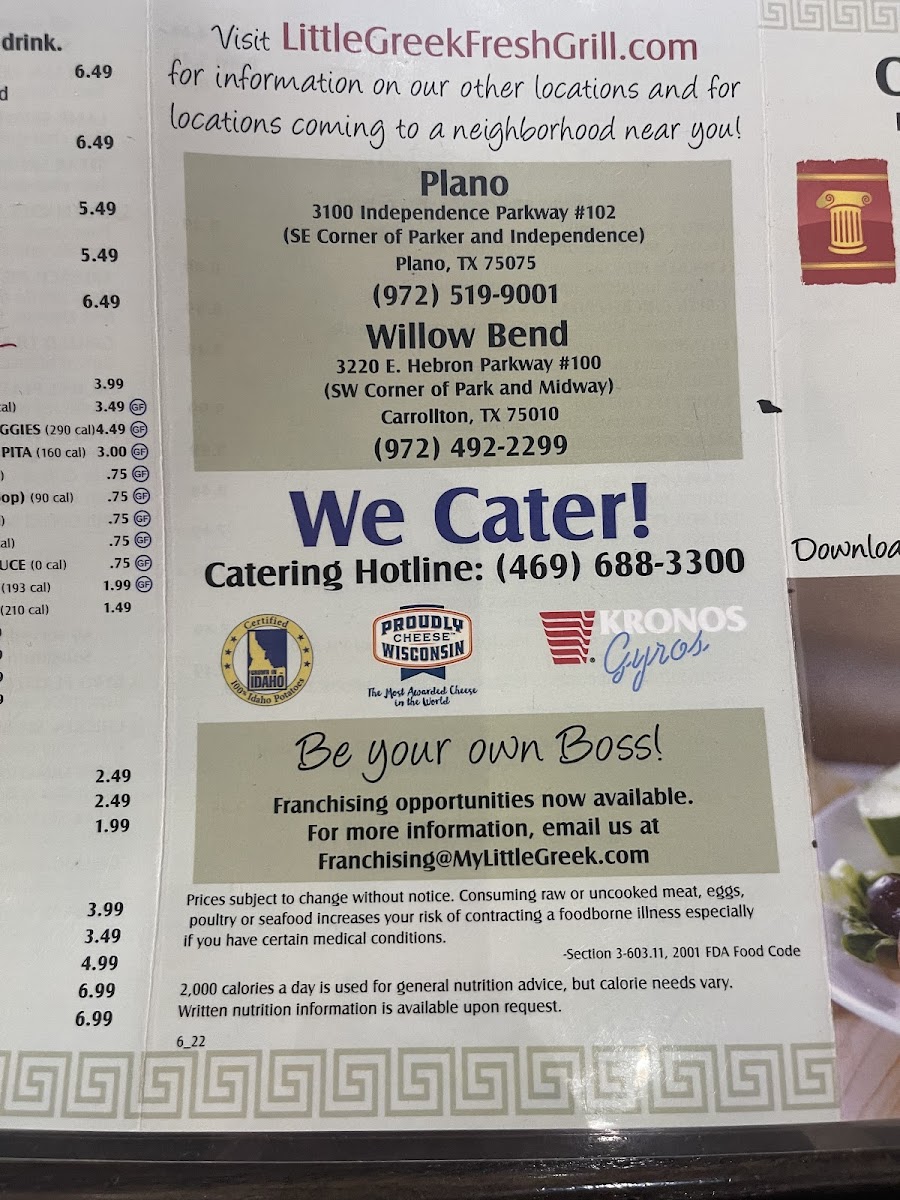 drink.
6.49
6.49
5.49
5.49
6.49
3.99
cal) 3.49 GF
GGIES (290 cal)4.49 GF
PITA (160 cal) 3.00 GF
) .75 GF
oop) (90 cal) .75 GF
) .75 GF
al) .75 GF
UCE (0 cal) .75 GF
(193 cal) 1.99 GF
(210 cal) 1.49
2.49
2.49
1.99
3.99
3.49
4.99
6.99
6.99
Visit LittleGreekFreshGrill.com
for information on our other locations and for
locations coming to a neighborhood near you!
Plano
3100 Independence Parkway #102
(SE Corner of Parker and Independence)
Plano, TX 75075
(972) 519-9001
Willow Bend
3220 E. Hebron Parkway #100
(SW Corner of Park and Midway)
Carrollton, TX 75010
(972) 492-2299
We Cater!
Catering Hotline: (469) 688-3300
Certified
GROWN IN
IDAHO
100% Idaho Potatoes
PROUDLY
CHEESE™
WISCONSIN
The Most Awarded Cheese
in the World
KRONOS
Gyros
Be your own Boss!
Franchising opportunities now available.
For more information, email us at
Franchising@MyLittleGreek.com
Prices subject to change without notice. Consuming raw or uncooked meat, eggs,
poultry or seafood increases your risk of contracting a foodborne illness especially
if you have certain medical conditions.
-Section 3-603.11, 2001 FDA Food Code
2,000 calories a day is used for general nutrition advice, but calorie needs vary.
Written nutrition information is available upon request.
6_22
Downloa